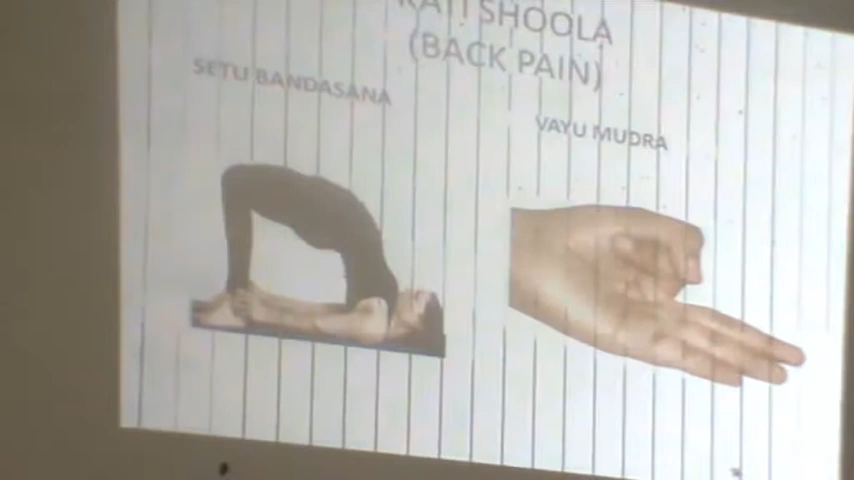 KATI SHOOLA
(BACK PAIN)
SETU BANDASANA
VAYU MUDRA